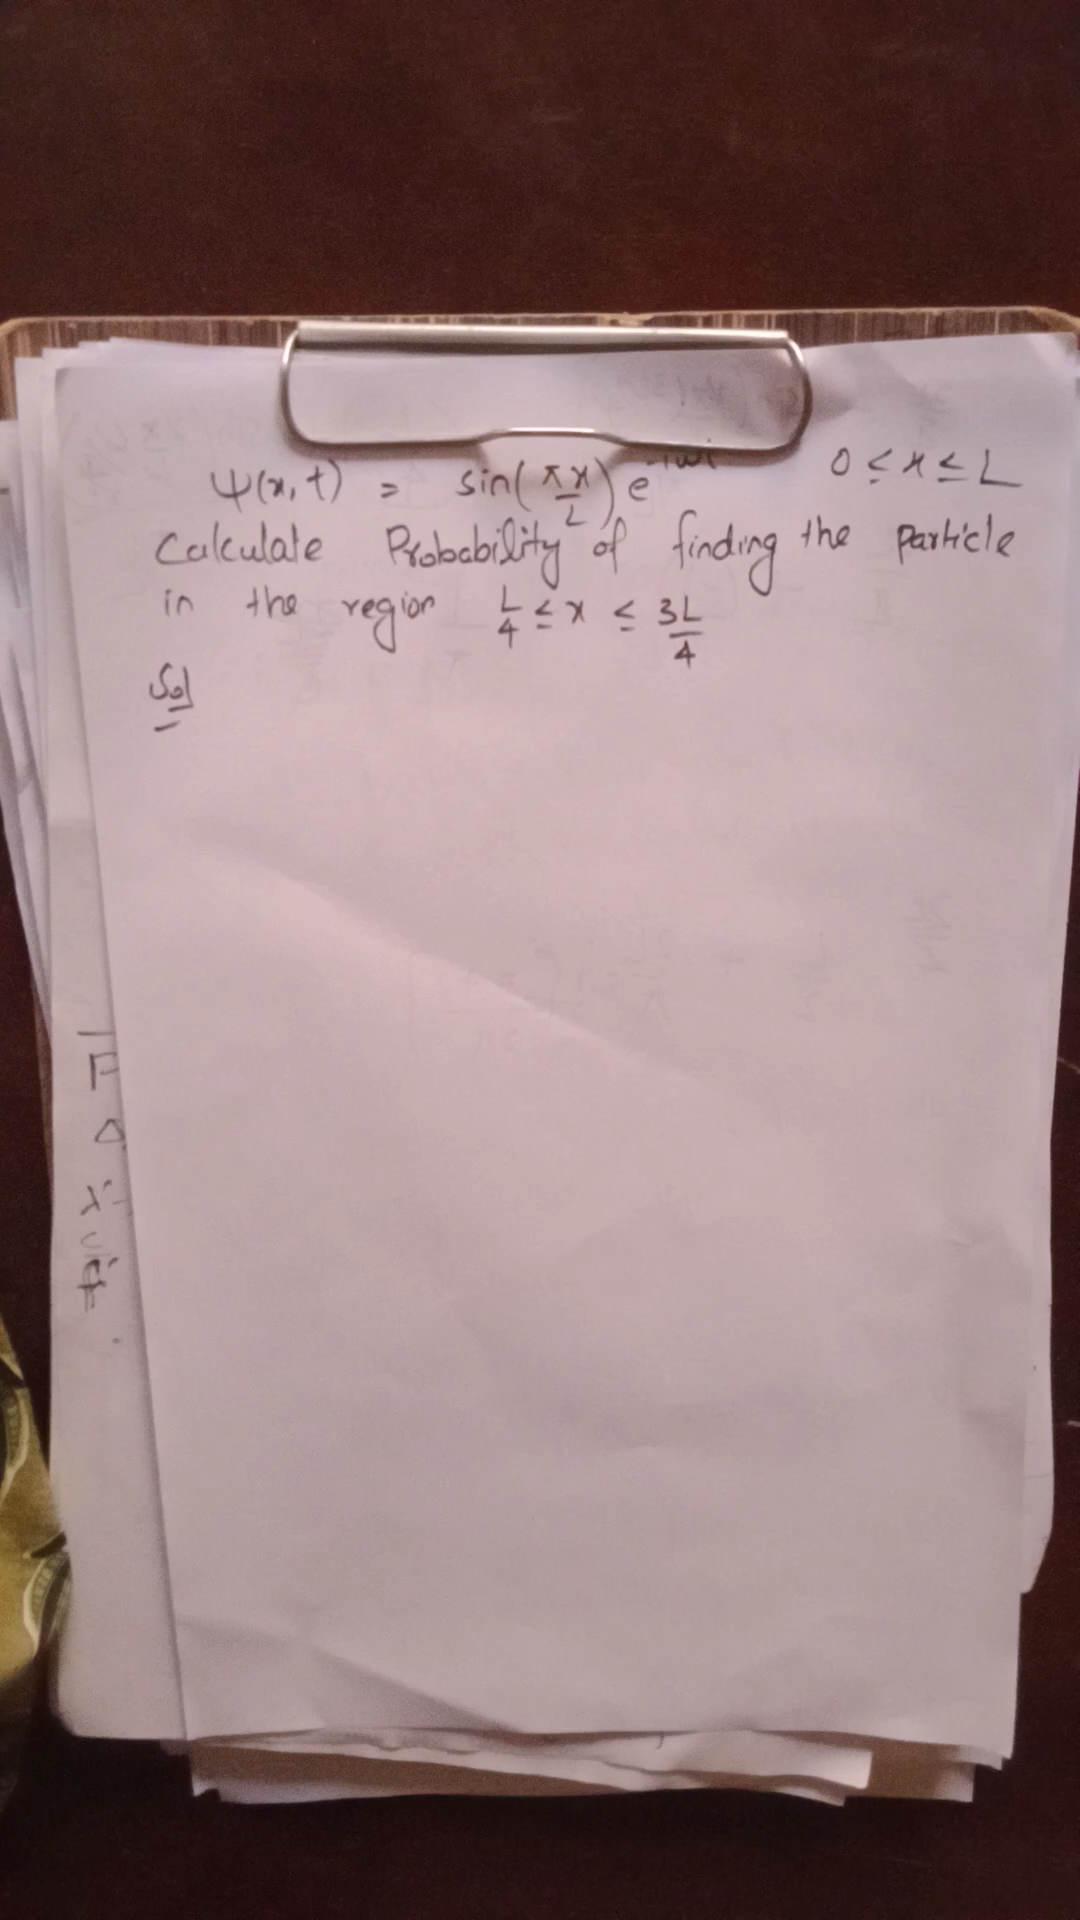 ψ(x,t) = sin(πx/L) e^-iωt 0 ≤ x ≤ L
Calculate Probability of finding the particle
in the region L/4 ≤ x ≤ 3L/4
Sol